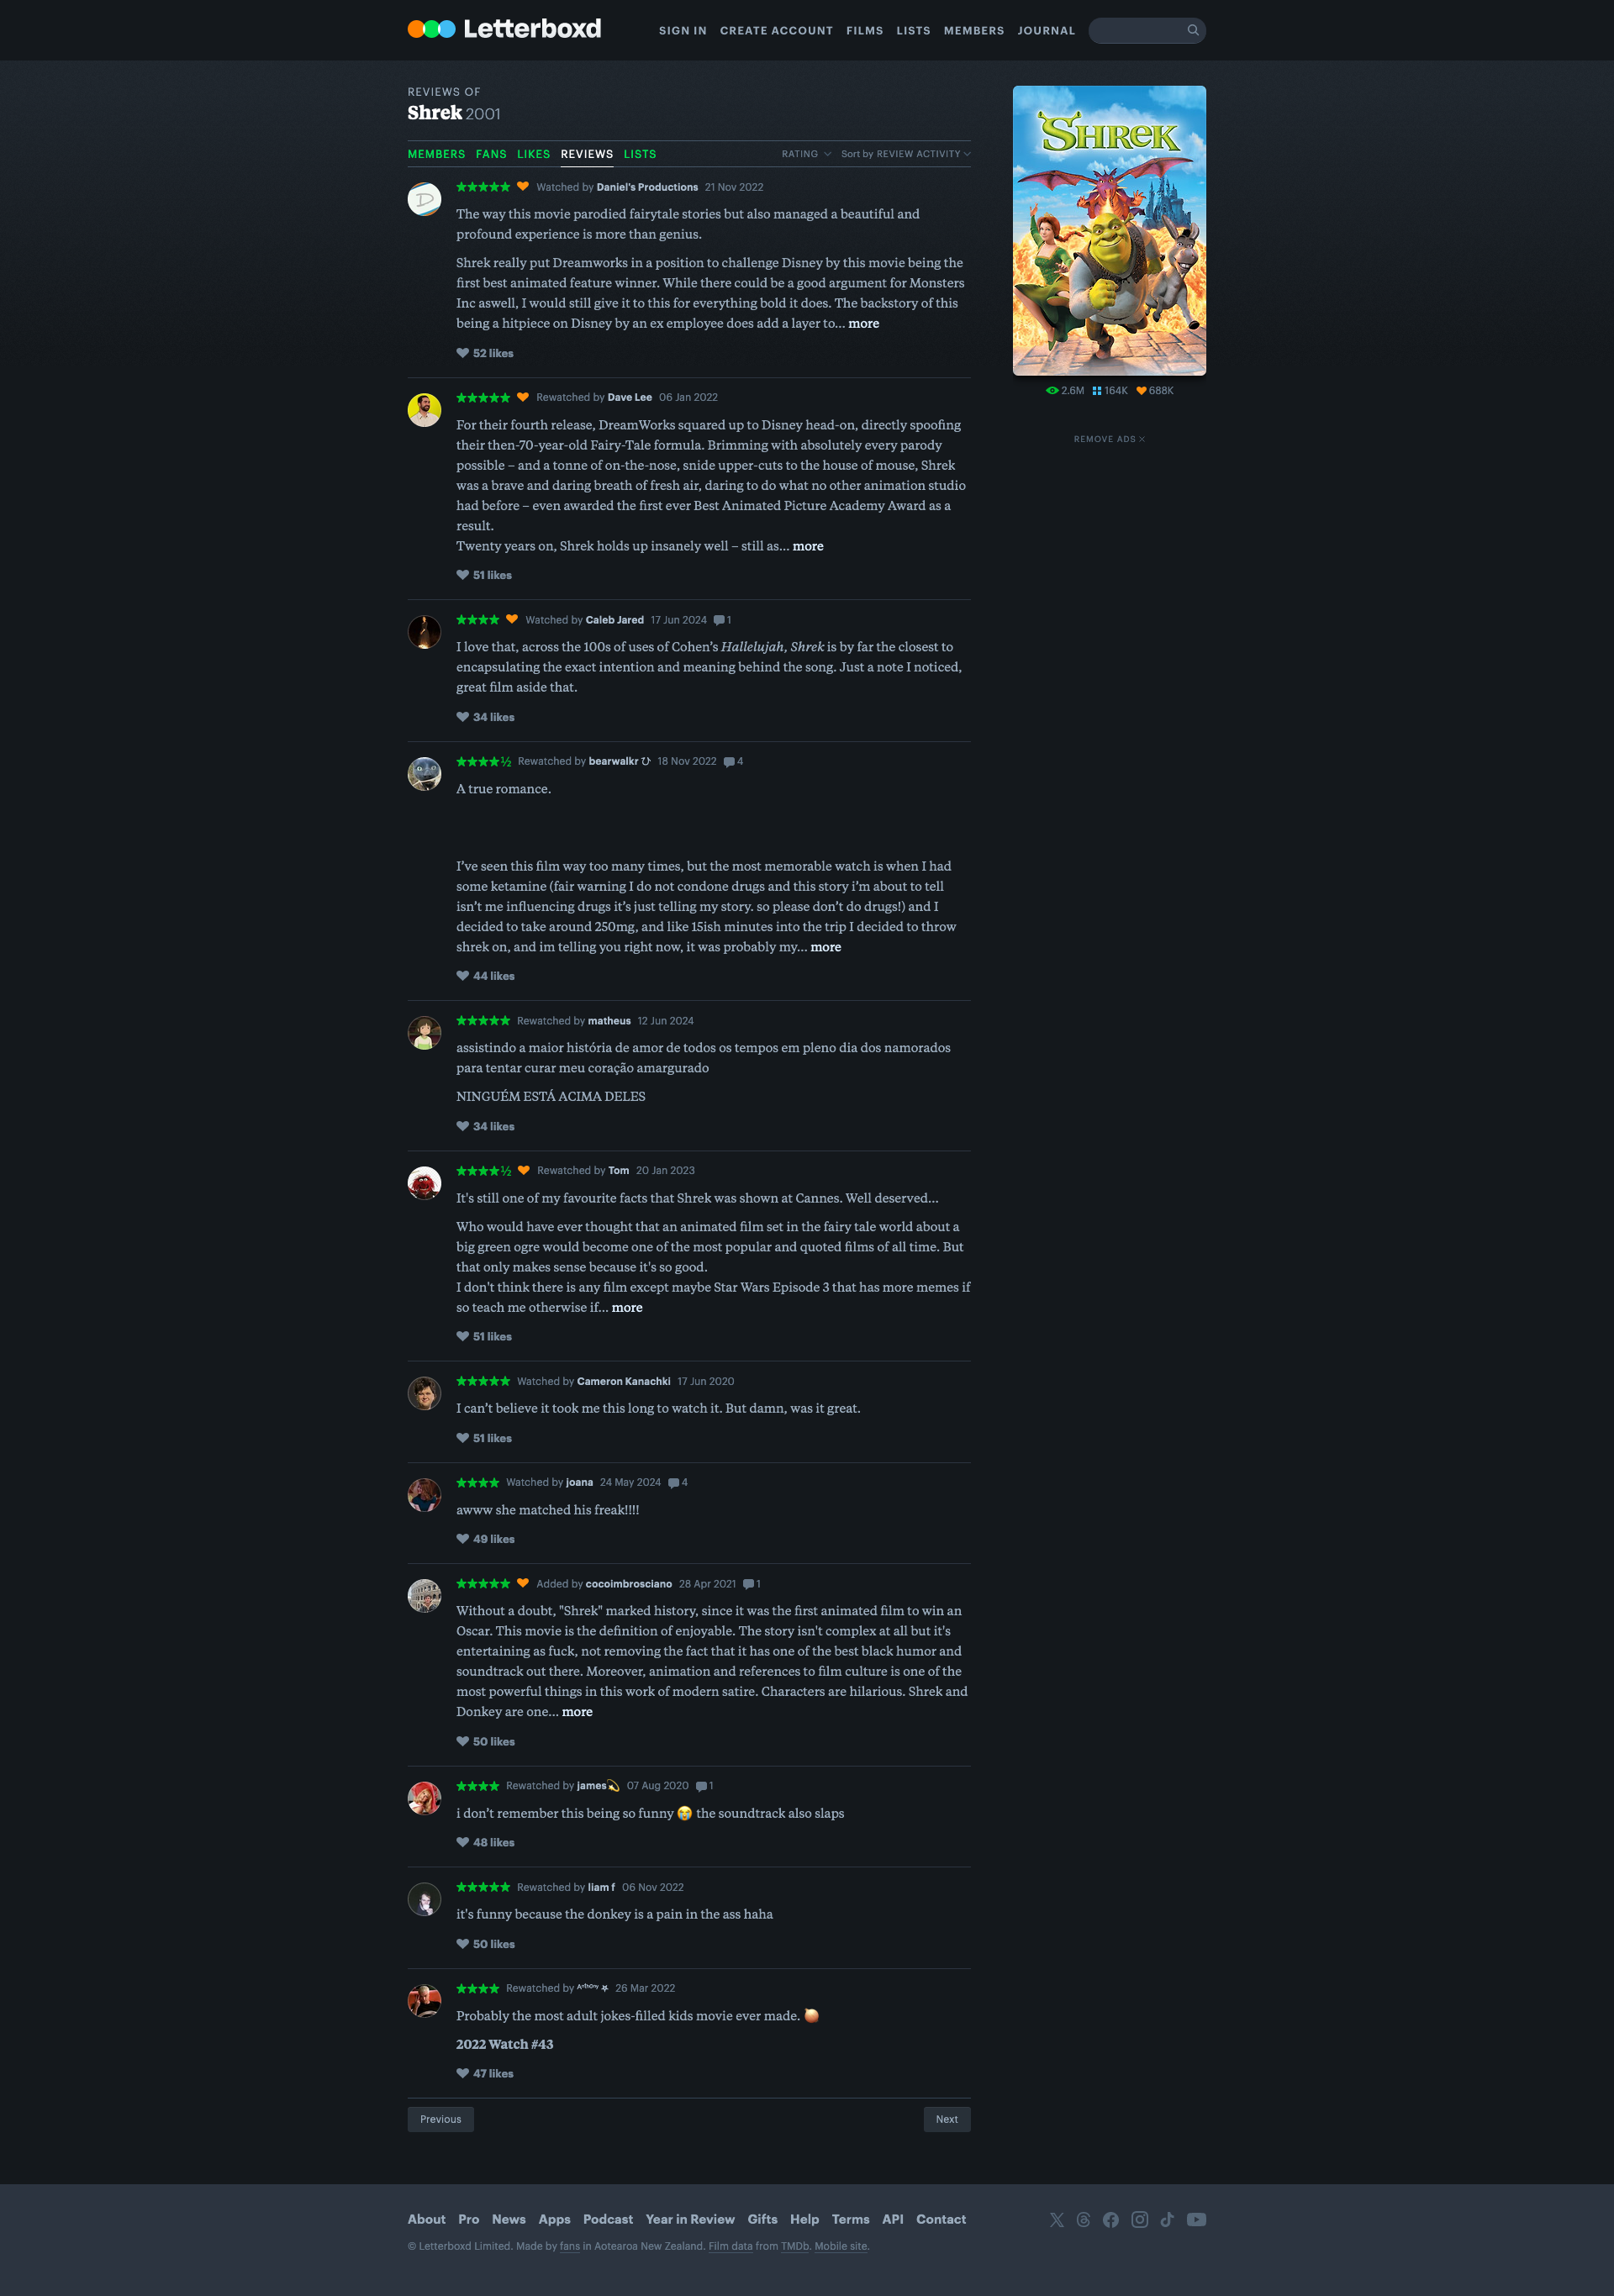 Letterboxd
SIGN IN CREATE ACCOUNT FILMS LISTS MEMBERS JOURNAL
REVIEWS OF
Shrek 2001
MEMBERS FANS LIKES REVIEWS LISTS RATING Sort by REVIEW ACTIVITY
SHREK
2.6M 164K 688K
REMOVE ADS
★★★★★ Watched by Daniel's Productions 21 Nov 2022
The way this movie parodied fairytale stories but also managed a beautiful and
profound experience is more than genius.
Shrek really put Dreamworks in a position to challenge Disney by this movie being the
first best animated feature winner. While there could be a good argument for Monsters
Inc aswell, I would still give it to this for everything bold it does. The backstory of this
being a hitpiece on Disney by an ex employee does add a layer to… more
52 likes
★★★★★ Rewatched by Dave Lee 06 Jan 2022
For their fourth release, DreamWorks squared up to Disney head-on, directly spoofing
their then-70-year-old Fairy-Tale formula. Brimming with absolutely every parody
possible – and a tonne of on-the-nose, snide upper-cuts to the house of mouse, Shrek
was a brave and daring breath of fresh air, daring to do what no other animation studio
had before – even awarded the first ever Best Animated Picture Academy Award as a
result.
Twenty years on, Shrek holds up insanely well – still as… more
51 likes
★★★★ Watched by Caleb Jared 17 Jun 2024 1
I love that, across the 100s of uses of Cohen's Hallelujah, Shrek is by far the closest to
encapsulating the exact intention and meaning behind the song. Just a note I noticed,
great film aside that.
34 likes
★★★★½ Rewatched by bearwalkr ひ 18 Nov 2022 4
A true romance.
I've seen this film way too many times, but the most memorable watch is when I had
some ketamine (fair warning I do not condone drugs and this story i'm about to tell
isn't me influencing drugs it's just telling my story. so please don't do drugs!) and I
decided to take around 250mg, and like 15ish minutes into the trip I decided to throw
shrek on, and im telling you right now, it was probably my… more
44 likes
★★★★★ Rewatched by matheus 12 Jun 2024
assistindo a maior história de amor de todos os tempos em pleno dia dos namorados
para tentar curar meu coração amargurado
NINGUÉM ESTÁ ACIMA DELES
34 likes
★★★★½ Rewatched by Tom 20 Jan 2023
It's still one of my favourite facts that Shrek was shown at Cannes. Well deserved…
Who would have ever thought that an animated film set in the fairy tale world about a
big green ogre would become one of the most popular and quoted films of all time. But
that only makes sense because it's so good.
I don't think there is any film except maybe Star Wars Episode 3 that has more memes if
so teach me otherwise if… more
51 likes
★★★★★ Watched by Cameron Kanachki 17 Jun 2020
I can't believe it took me this long to watch it. But damn, was it great.
51 likes
★★★★ Watched by joana 24 May 2024 4
awww she matched his freak!!!!
49 likes
★★★★★ Added by cocoimbrosciano 28 Apr 2021 1
Without a doubt, "Shrek" marked history, since it was the first animated film to win an
Oscar. This movie is the definition of enjoyable. The story isn't complex at all but it's
entertaining as fuck, not removing the fact that it has one of the best black humor and
soundtrack out there. Moreover, animation and references to film culture is one of the
most powerful things in this work of modern satire. Characters are hilarious. Shrek and
Donkey are one… more
50 likes
★★★★ Rewatched by james💫 07 Aug 2020 1
i don't remember this being so funny 😭 the soundtrack also slaps
48 likes
★★★★★ Rewatched by liam f 06 Nov 2022
it's funny because the donkey is a pain in the ass haha
50 likes
★★★★ Rewatched by 26 Mar 2022
Probably the most adult jokes-filled kids movie ever made.
2022 Watch #43
47 likes
Previous Next
About Pro News Apps Podcast Year in Review Gifts Help Terms API Contact
© Letterboxd Limited. Made by fans in Aotearoa New Zealand. Film data from TMDb. Mobile site.